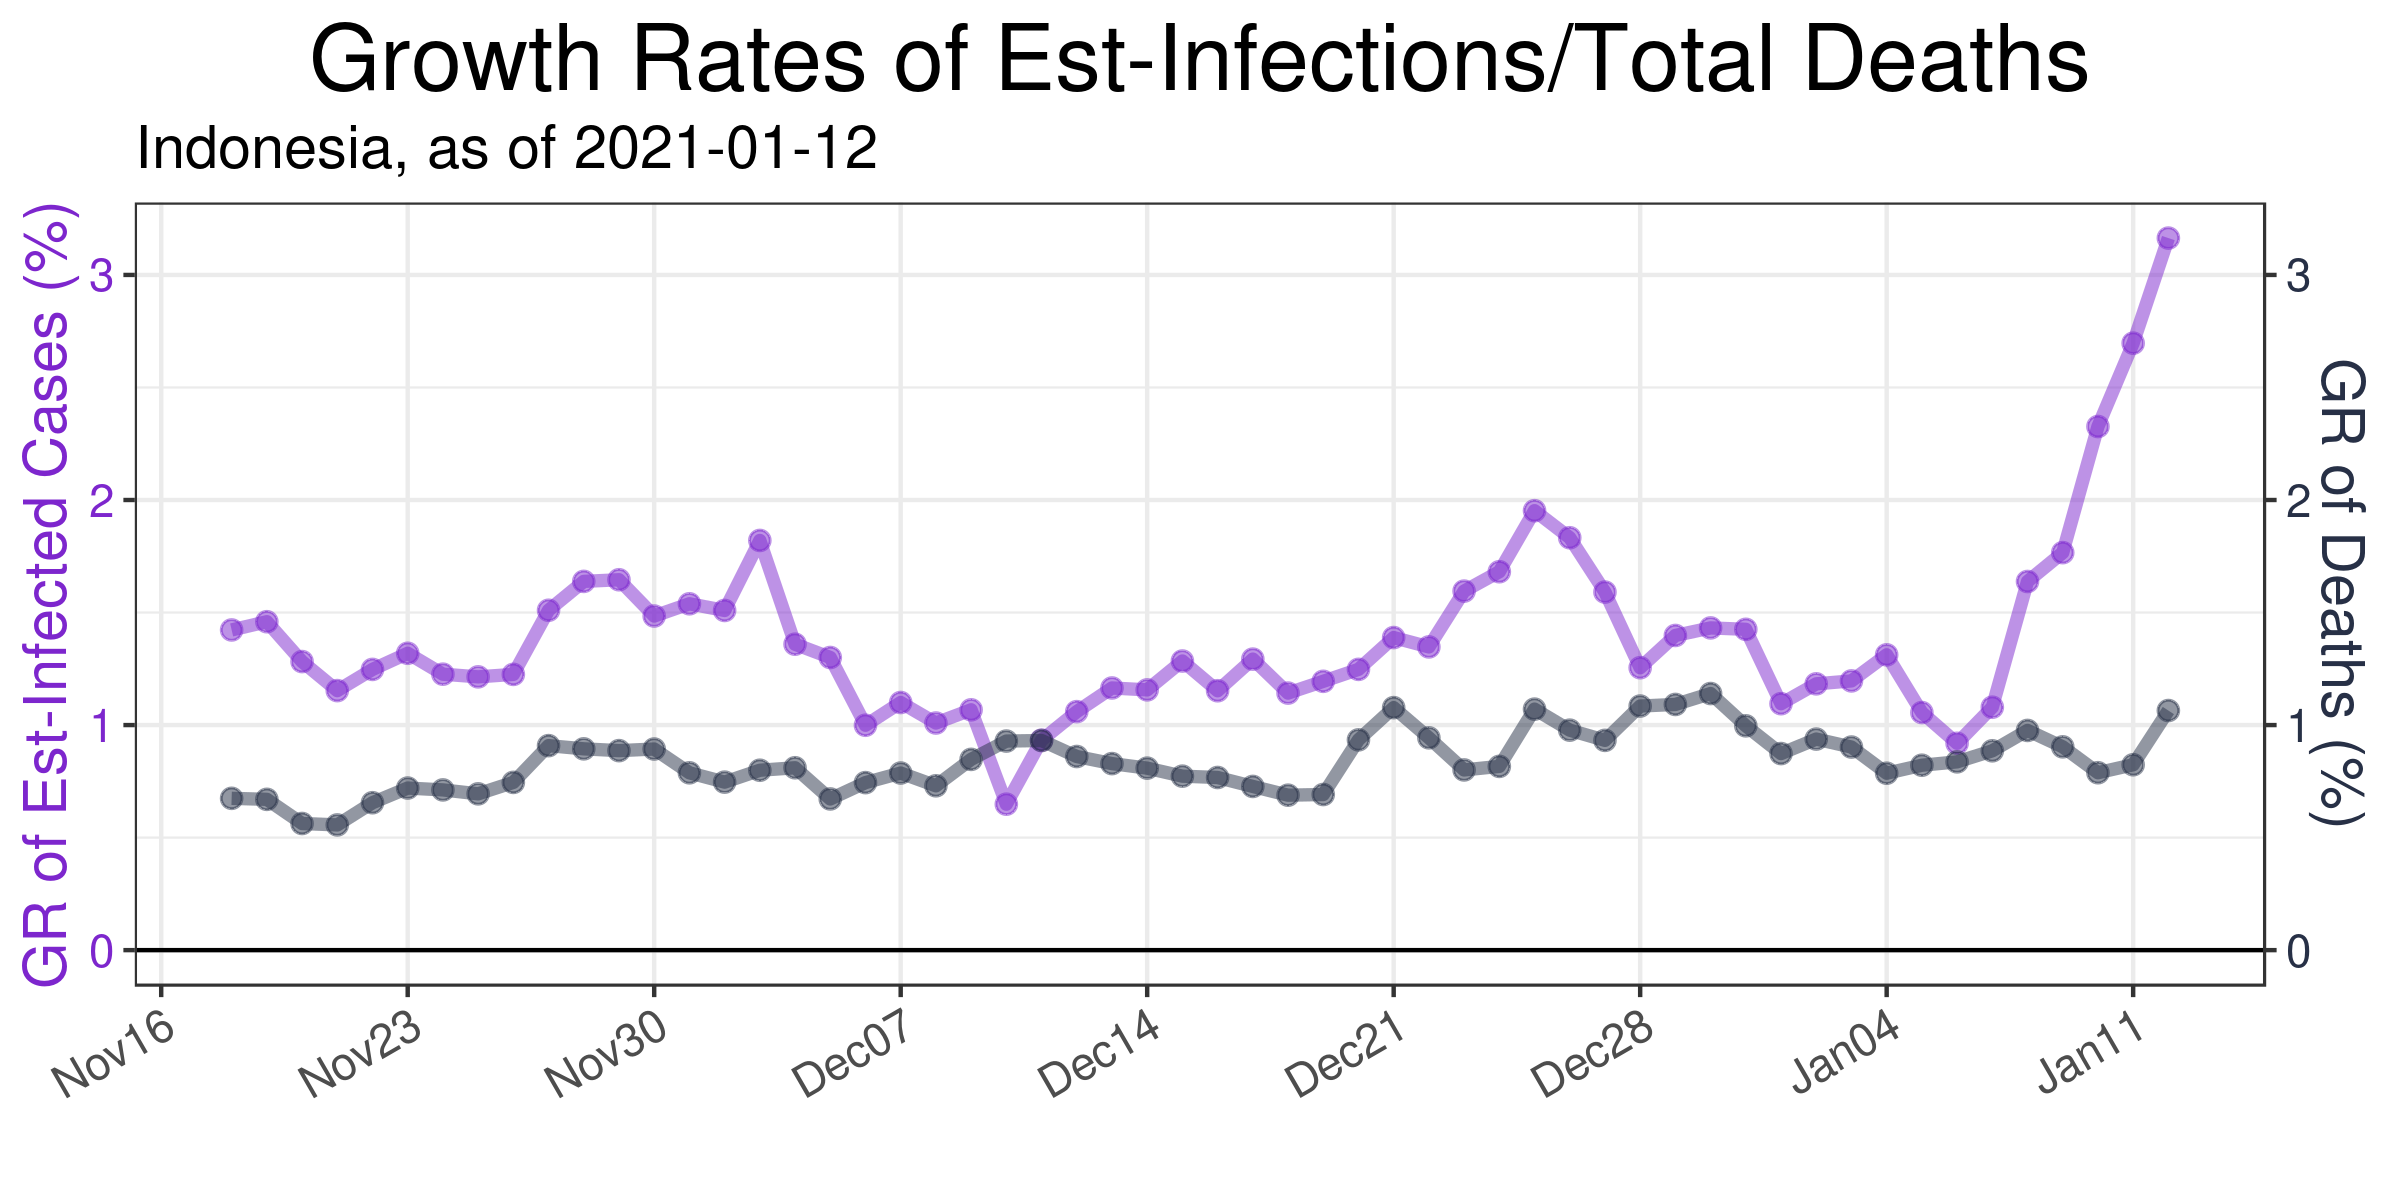 Growth Rates of Est-Infections/Total Deaths
Indonesia, as of 2021-01-12
GR of Est-Infected Cases (%)
3
2
1
0
3
2
1
0
GR of Deaths (%)
Nov16
Nov23
Nov30
Dec07
Dec14
Dec21
Dec28
Jan04
Jan11